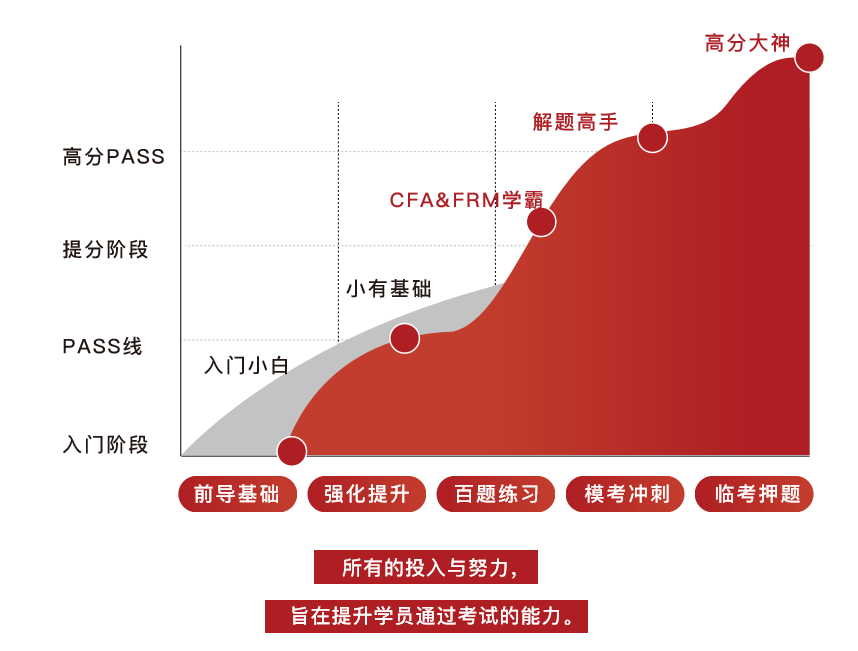 高分大神
解题高手
高分PASS
CFA&FRM学霸
提分阶段
小有基础
PASS线
入门小白
入门阶段
前导基础
强化提升
百题练习
模考冲刺
临考押题
所有的投入与努力，
旨在提升学员通过考试的能力。